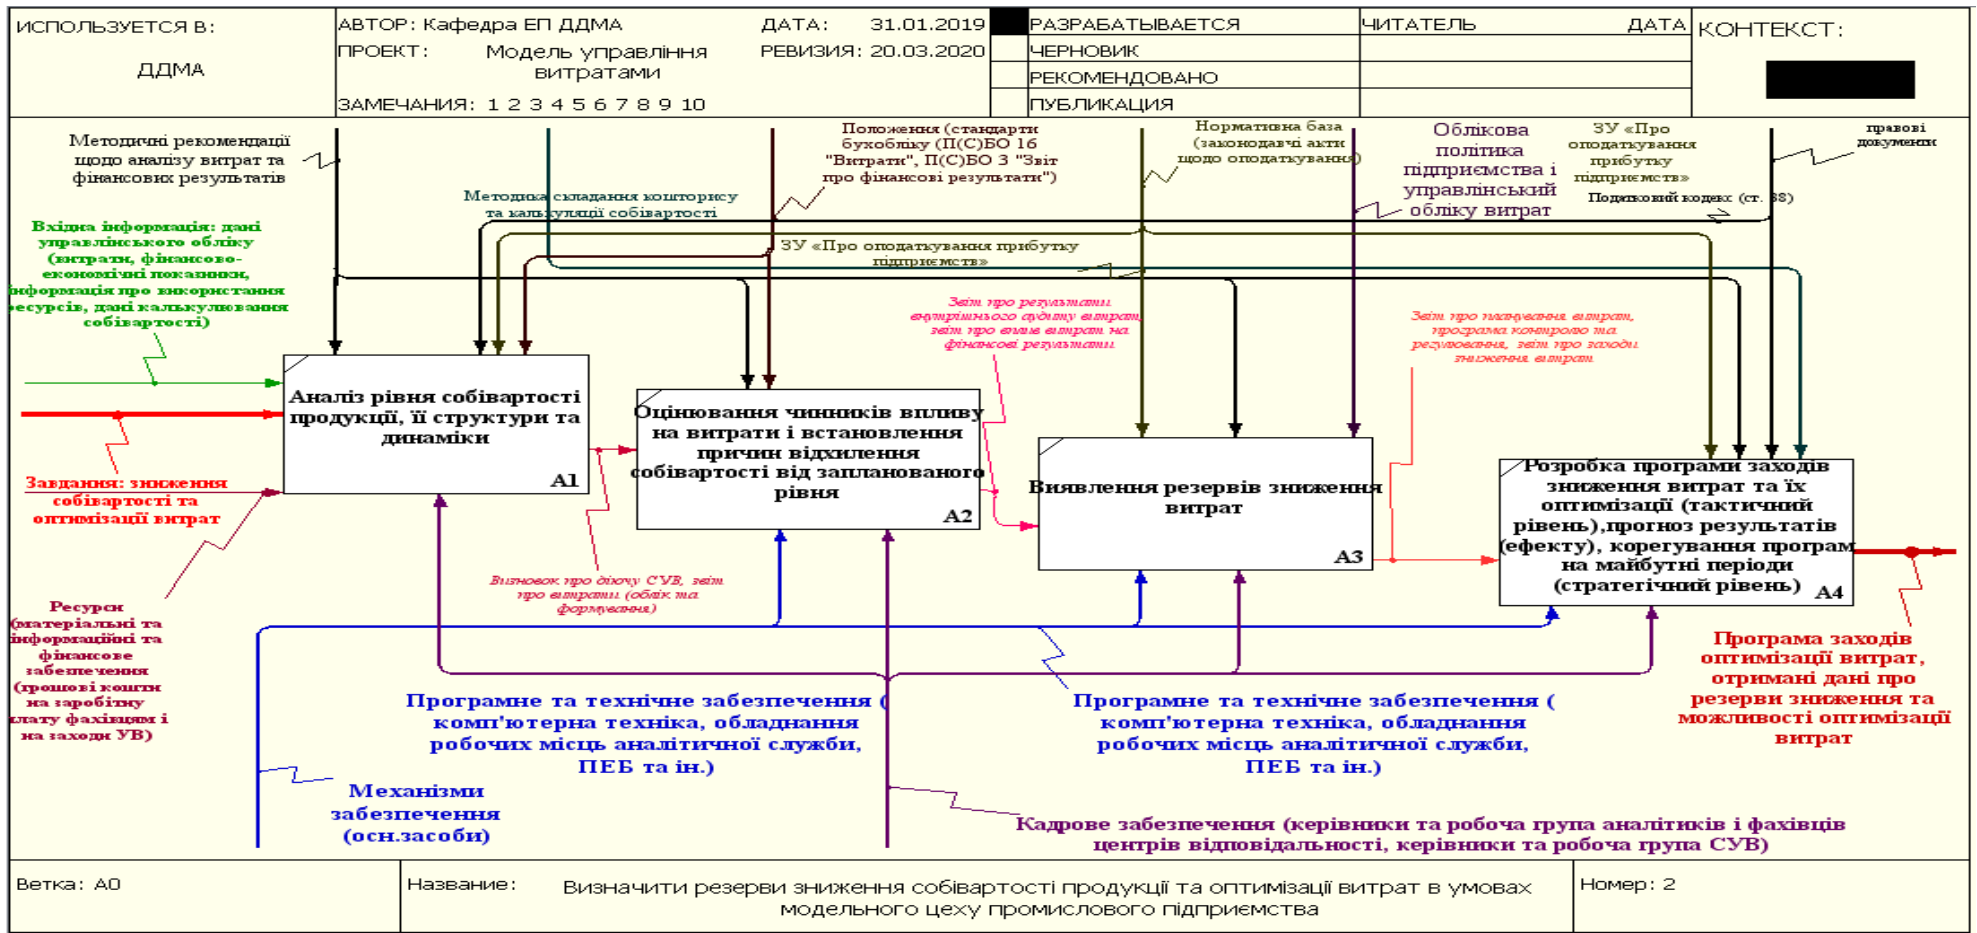 ИСПОЛЬЗУЕТСЯ В:
ДДМА
АВТОР: Кафедра ЕП ДДМА
ДАТА: 31.01.2019
ПРОЕКТ: Модель управління
витратами
РЕВИЗИЯ: 20.03.2020
ЗАМЕЧАНИЯ: 1 2 3 4 5 6 7 8 9 10
РАЗРАБАТЫВАЕТСЯ
ЧЕРНОВИК
РЕКОМЕНДОВАНО
ПУБЛИКАЦИЯ
ЧИТАТЕЛЬ
ДАТА
КОНТЕКСТ:
Методичні рекомендації
щодо аналізу витрат та
фінансових результатів
Методика складання кошторису
та калькуляції собівартості
Положення (стандарти
бухобліку (П(С)БО 16
"Витрати", П(С)БО 3 "Звіт
про фінансові результати")
Нормативна база
(законодавчі акти
щодо оподаткування)
Облікова
політика
підприємства і
управлінський
обліку витрат
ЗУ «Про
оподаткування
прибутку
підприємств»
правові
документи
Податковий кодекс (ст. 88)
ЗУ «Про оподаткування прибутку
підприємств»
Вхідна інформація: дані
управлінського обліку
(витрати, фінансово-
економічні показники,
інформація про використання
ресурсів, дані калькулювання
собівартості)
Завдання: зниження
собівартості та
оптимізації витрат
Ресурси
(матеріальні та
інформаційні та
фінансове
забезпечення
(грошові кошти
на заробітну
плату фахівцям і
на заходи УВ)
Аналіз рівня собівартості
продукції, її структури та
динаміки
А1
Оцінювання чинників впливу
на витрати і встановлення
причин відхилення
собівартості від запланованого
рівня
А2
Виявлення резервів зниження
витрат
А3
Розробка програми заходів
зниження витрат та їх
оптимізації (тактичний
рівень),прогноз результатів
(ефекту), корегування програм
на майбутні періоди
(стратегічний рівень)
А4
Звіт про результати
внутрішнього аудиту витрат,
звіт про вплив витрат на
фінансові результати
Звіт про планування витрат,
програма контролю та
регулювання, звіт про заходи
зниження витрат
Висновок про діючу СУВ, звіт
про витрати (облік та
формування)
Програмне та технічне забезпечення (
комп'ютерна техніка, обладнання
робочих місць аналітичної служби,
ПЕБ та ін.)
Програмне та технічне забезпечення (
комп'ютерна техніка, обладнання
робочих місць аналітичної служби,
ПЕБ та ін.)
Програма заходів
оптимізації витрат,
отримані дані про
резерви зниження та
можливості оптимізації
витрат
Механізми
забезпечення
(осн.засоби)
Кадрове забезпечення (керівники та робоча група аналітиків і фахівців
центрів відповідальності, керівники та робоча група СУВ)
Ветка: А0
Название: Визначити резерви зниження собівартості продукції та оптимізації витрат в умовах
модельного цеху промислового підприємства
Номер: 2